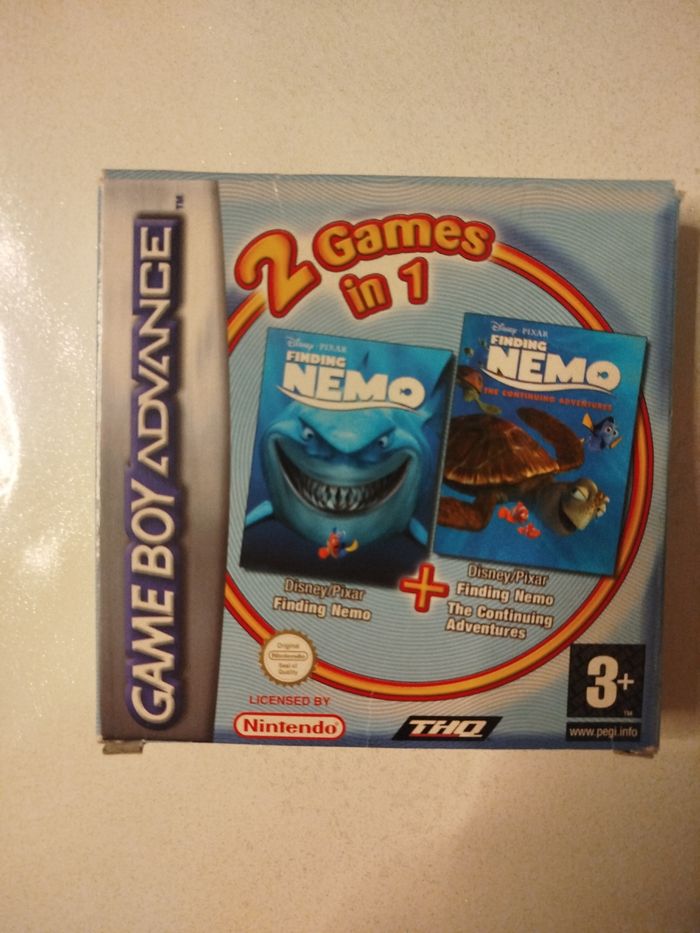 GAME BOY ADVANCE™
2 Games
in 1
Disney · PIXAR
FINDING
NEMO
Disney · PIXAR
FINDING
NEMO
THE CONTINUING ADVENTURES
Disney/Pixar
Finding Nemo
+
Disney/Pixar
Finding Nemo
The Continuing
Adventures
Original
Nintendo
Seal of
Quality
LICENSED BY
Nintendo
THQ
3+
™
www.pegi.info